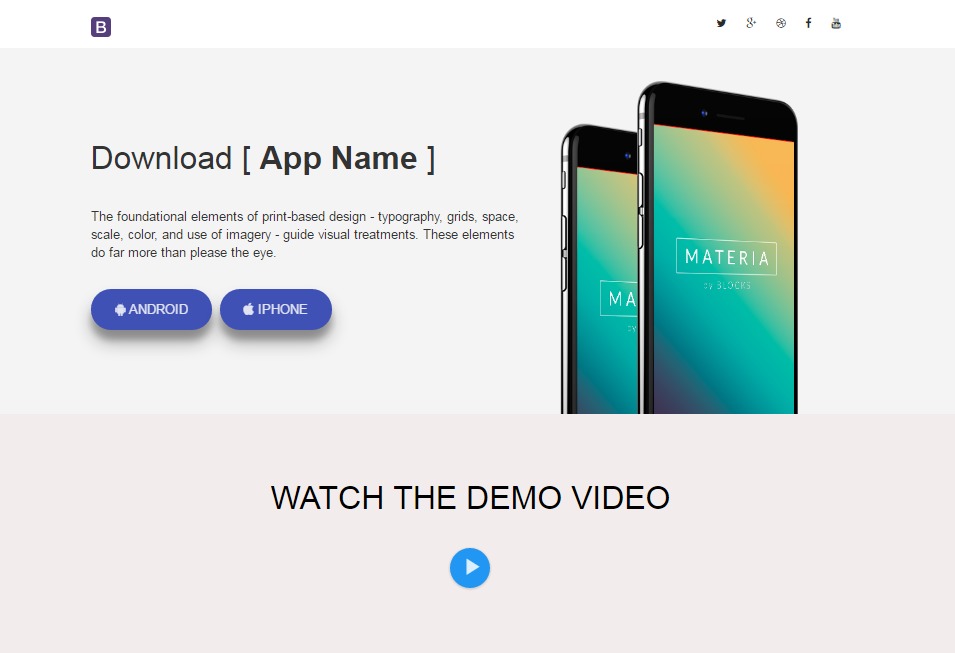 B
Download [ App Name ]
The foundational elements of print-based design - typography, grids, space,
scale, color, and use of imagery - guide visual treatments. These elements
do far more than please the eye.
ANDROID IPHONE
MATERIA
by BLOCKS
MA
WATCH THE DEMO VIDEO